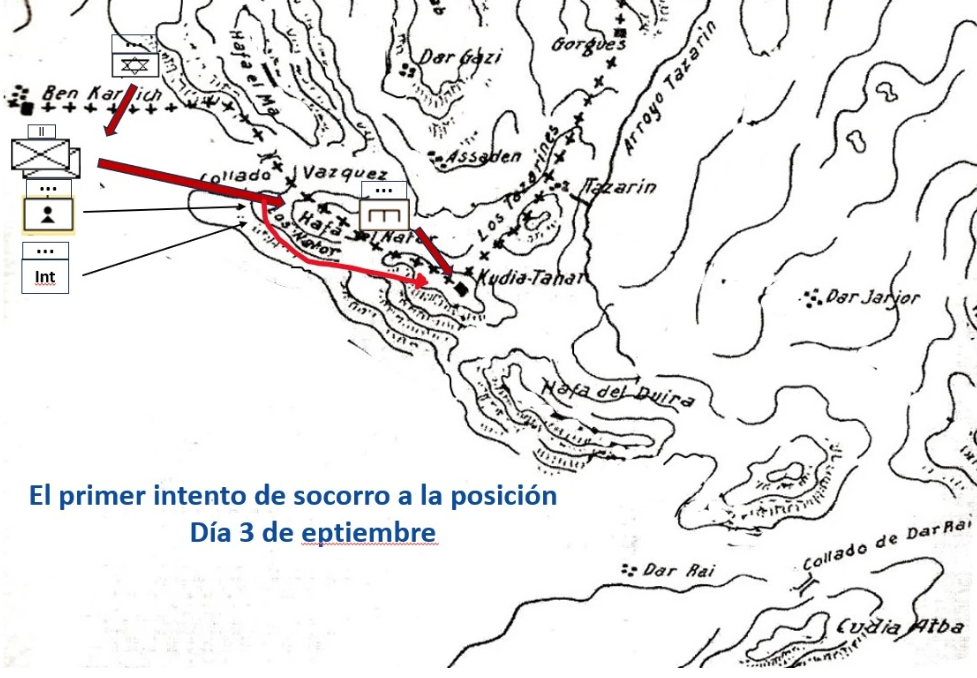 Gorgues
Dar Gazi
Hafa el Ma
Arroyo Tazarin
Ben Karrich
Assaden
Los Tazarines
II
Collado Vazquez
Tazarin
...
...
...
Hafa
Nator
Los Nator
Int
Kudia-Tahar
Dar Jarjor
Hafa del Duira
El primer intento de socorro a la posición
Día 3 de eptiembre
Collado de Dar Rai
Dar Rai
Cudia Atba